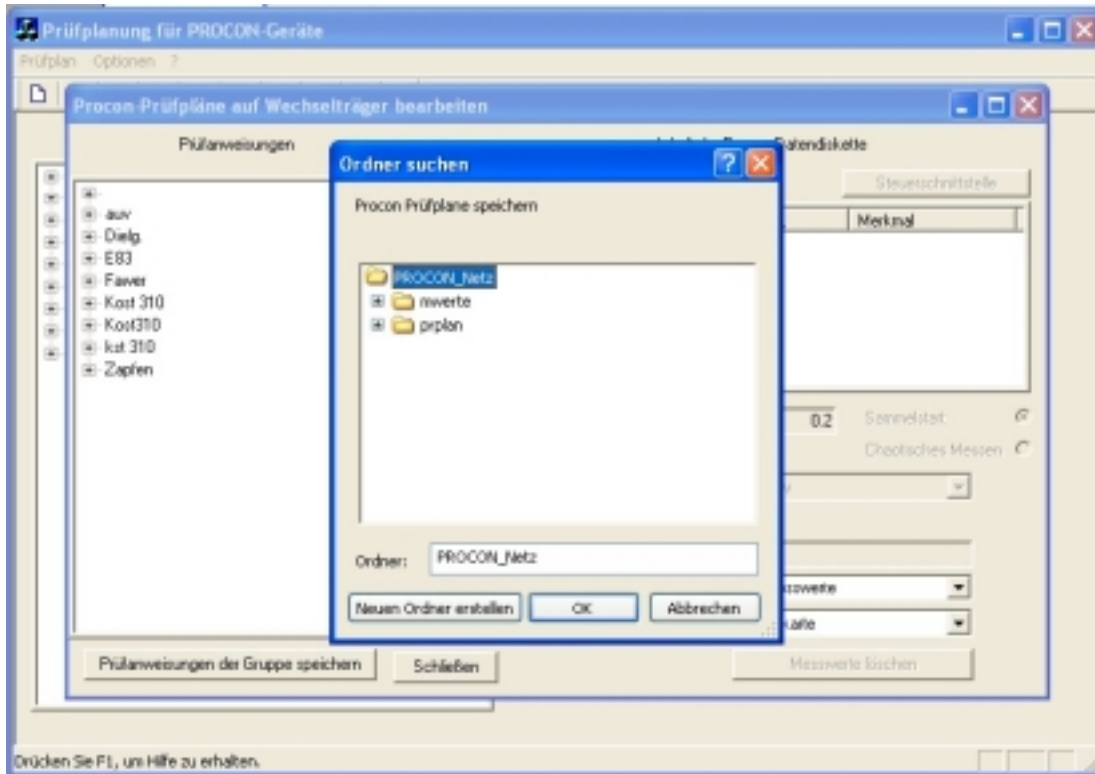 Prüfplanung für PROCON-Geräte
Prüfplan Optionen ?
Procon-Prüfpläne auf Wechselträger bearbeiten
Prüfanweisungen
Datendiskette
Steuerschnittstelle
Merkmal
auv
Dielg.
E83
Fawer
Kost 310
Kost310
kst 310
Zapfen
Ordner suchen
Procon Prüfplane speichern
PROCON_Netz
mwerte
prplan
Ordner: PROCON_Netz
Neuen Ordner erstellen OK Abbrechen
0.2 Sammelstart
Chaotisches Messen
Prüfanweisungen der Gruppe speichern Schließen Messwerte löschen
Drücken Sie F1, um Hilfe zu erhalten.